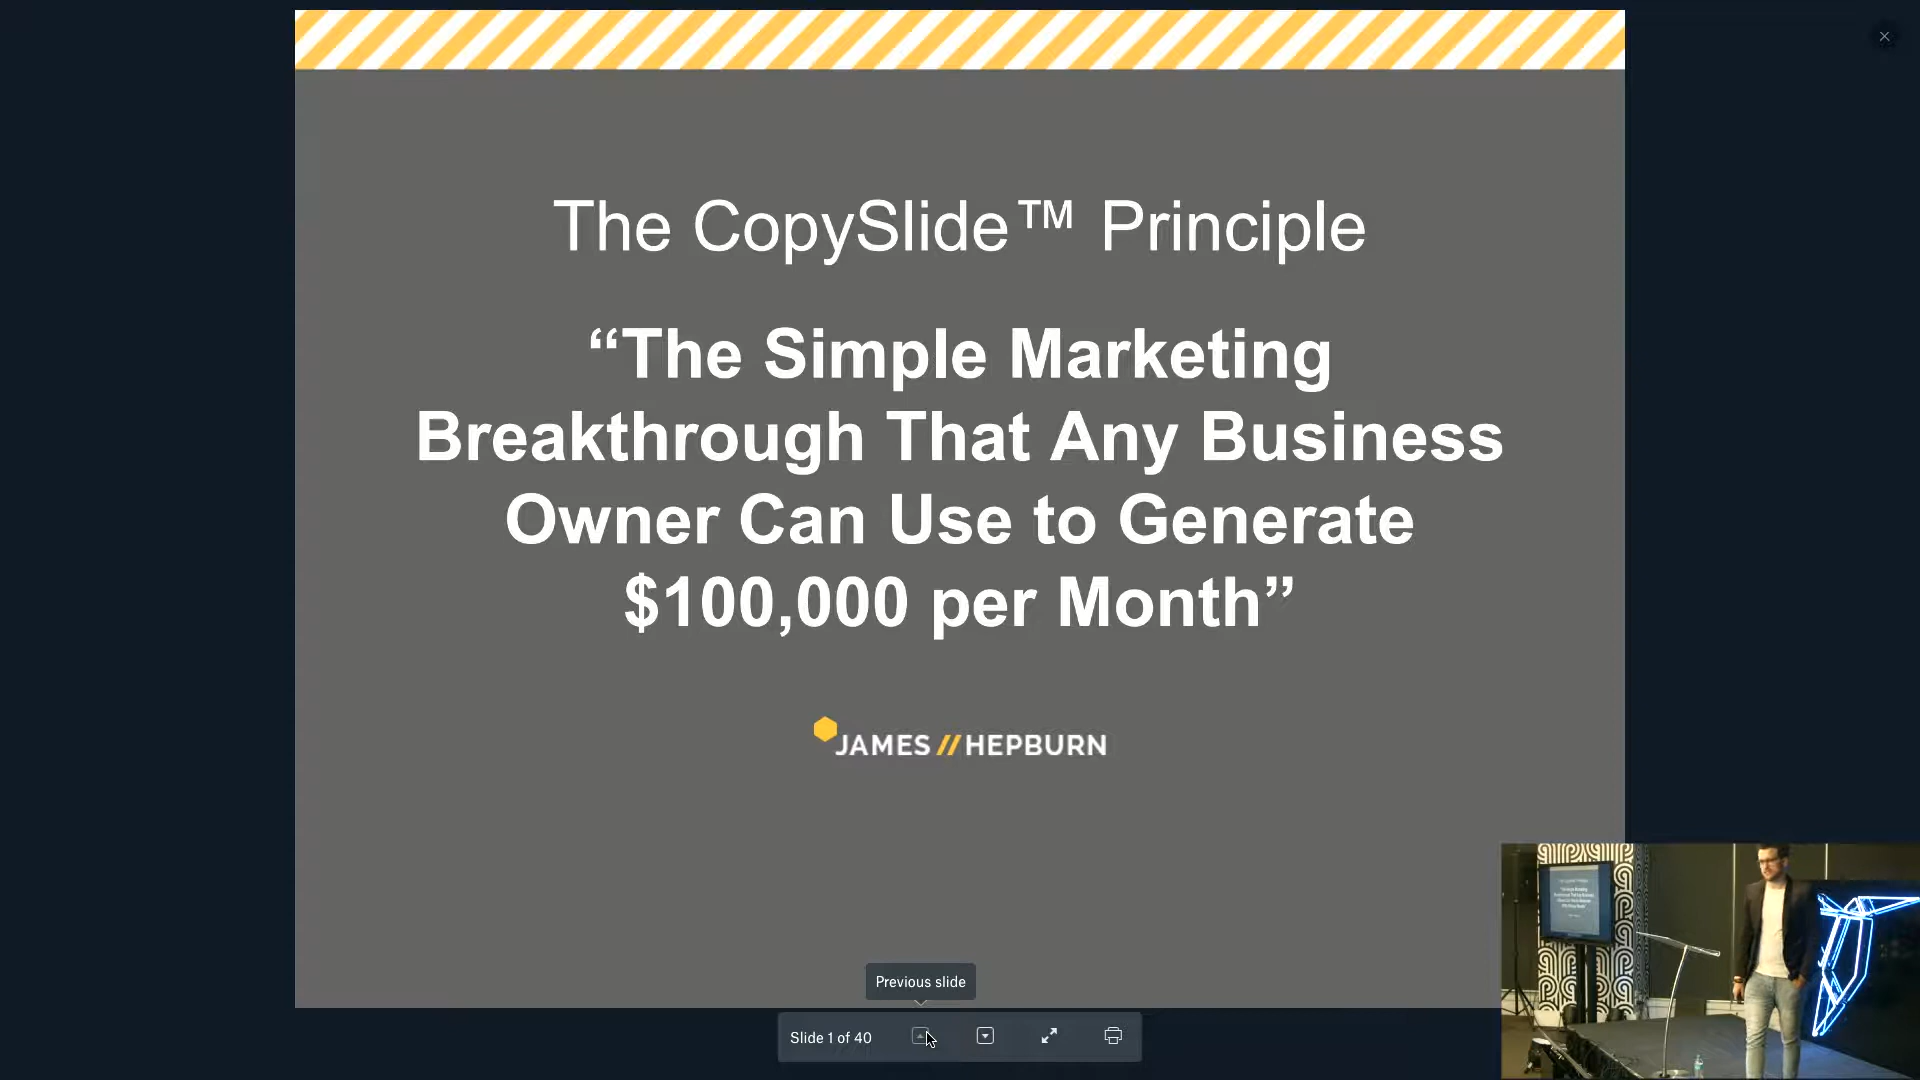 The CopySlide™ Principle
“The Simple Marketing
Breakthrough That Any Business
Owner Can Use to Generate
$100,000 per Month”
JAMES//HEPBURN
Previous slide
Slide 1 of 40